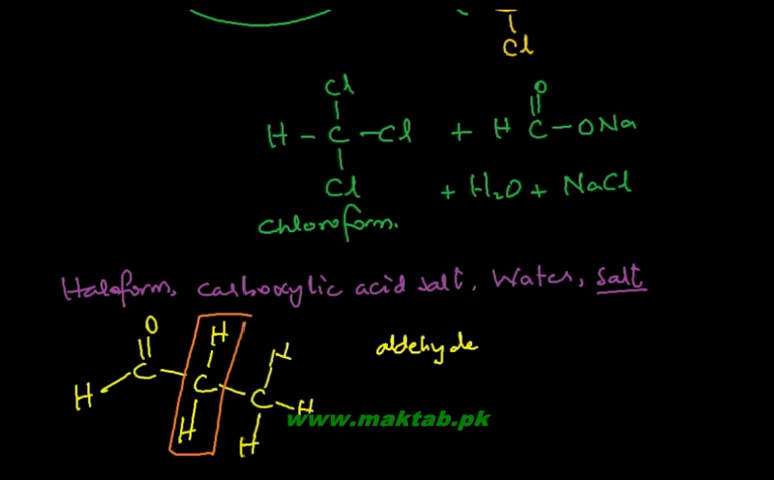 Cl
Cl
H - C - Cl + H C - ONa
O
Cl
+ H₂O + NaCl
Chloroform.
Haloform, carboxylic acid salt, Water, salt
O
H
H
aldehyde
H
C
C
C
H
H
H
www.maktab.pk